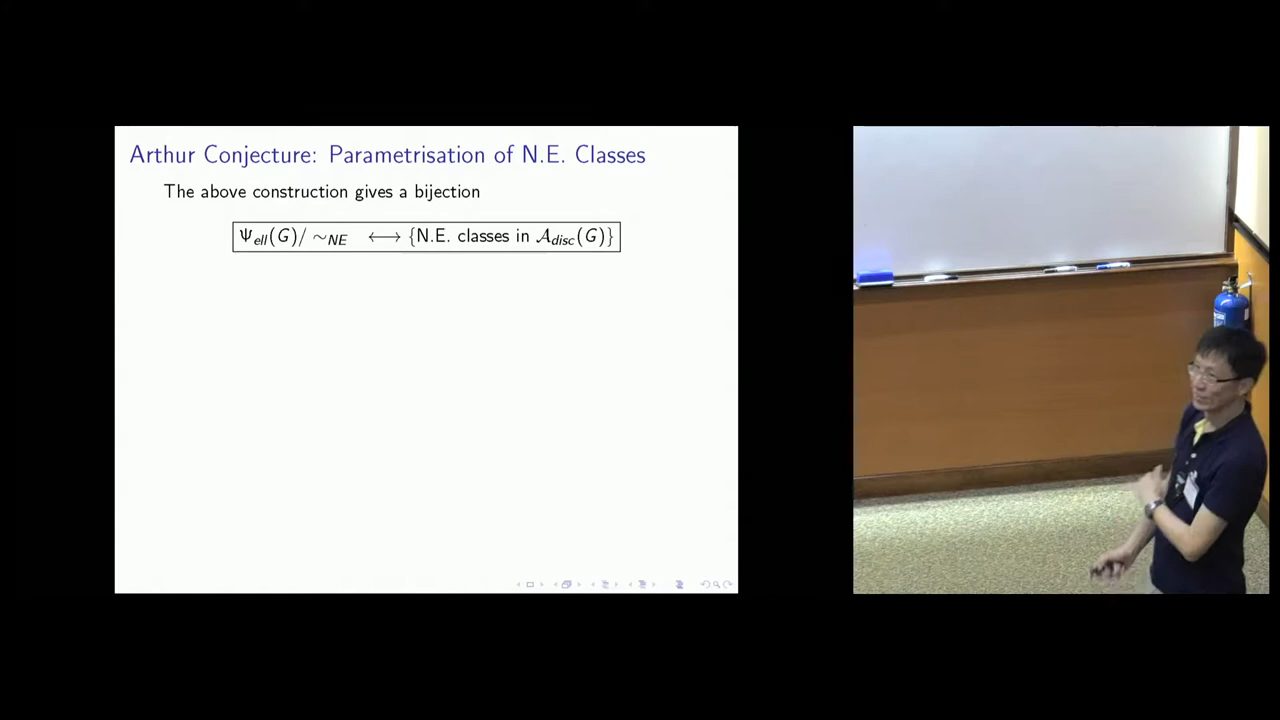 Arthur Conjecture: Parametrisation of N.E. Classes
The above construction gives a bijection
Ψ_ell(G)/ ∼_NE ⟷ {N.E. classes in 𝒜_disc(G)}